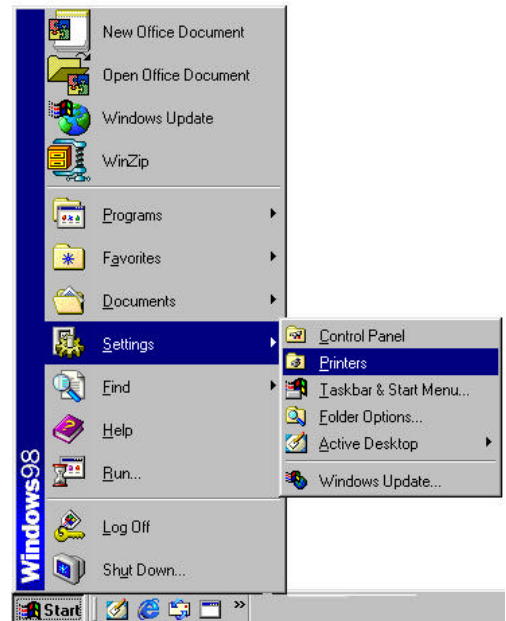 New Office Document
Open Office Document
Windows Update
WinZip
Programs
Favorites
Documents
Settings
Find
Help
Run...
Log Off
Shut Down...
Control Panel
Printers
Taskbar & Start Menu...
Folder Options...
Active Desktop
Windows Update...
Windows98
Start
»